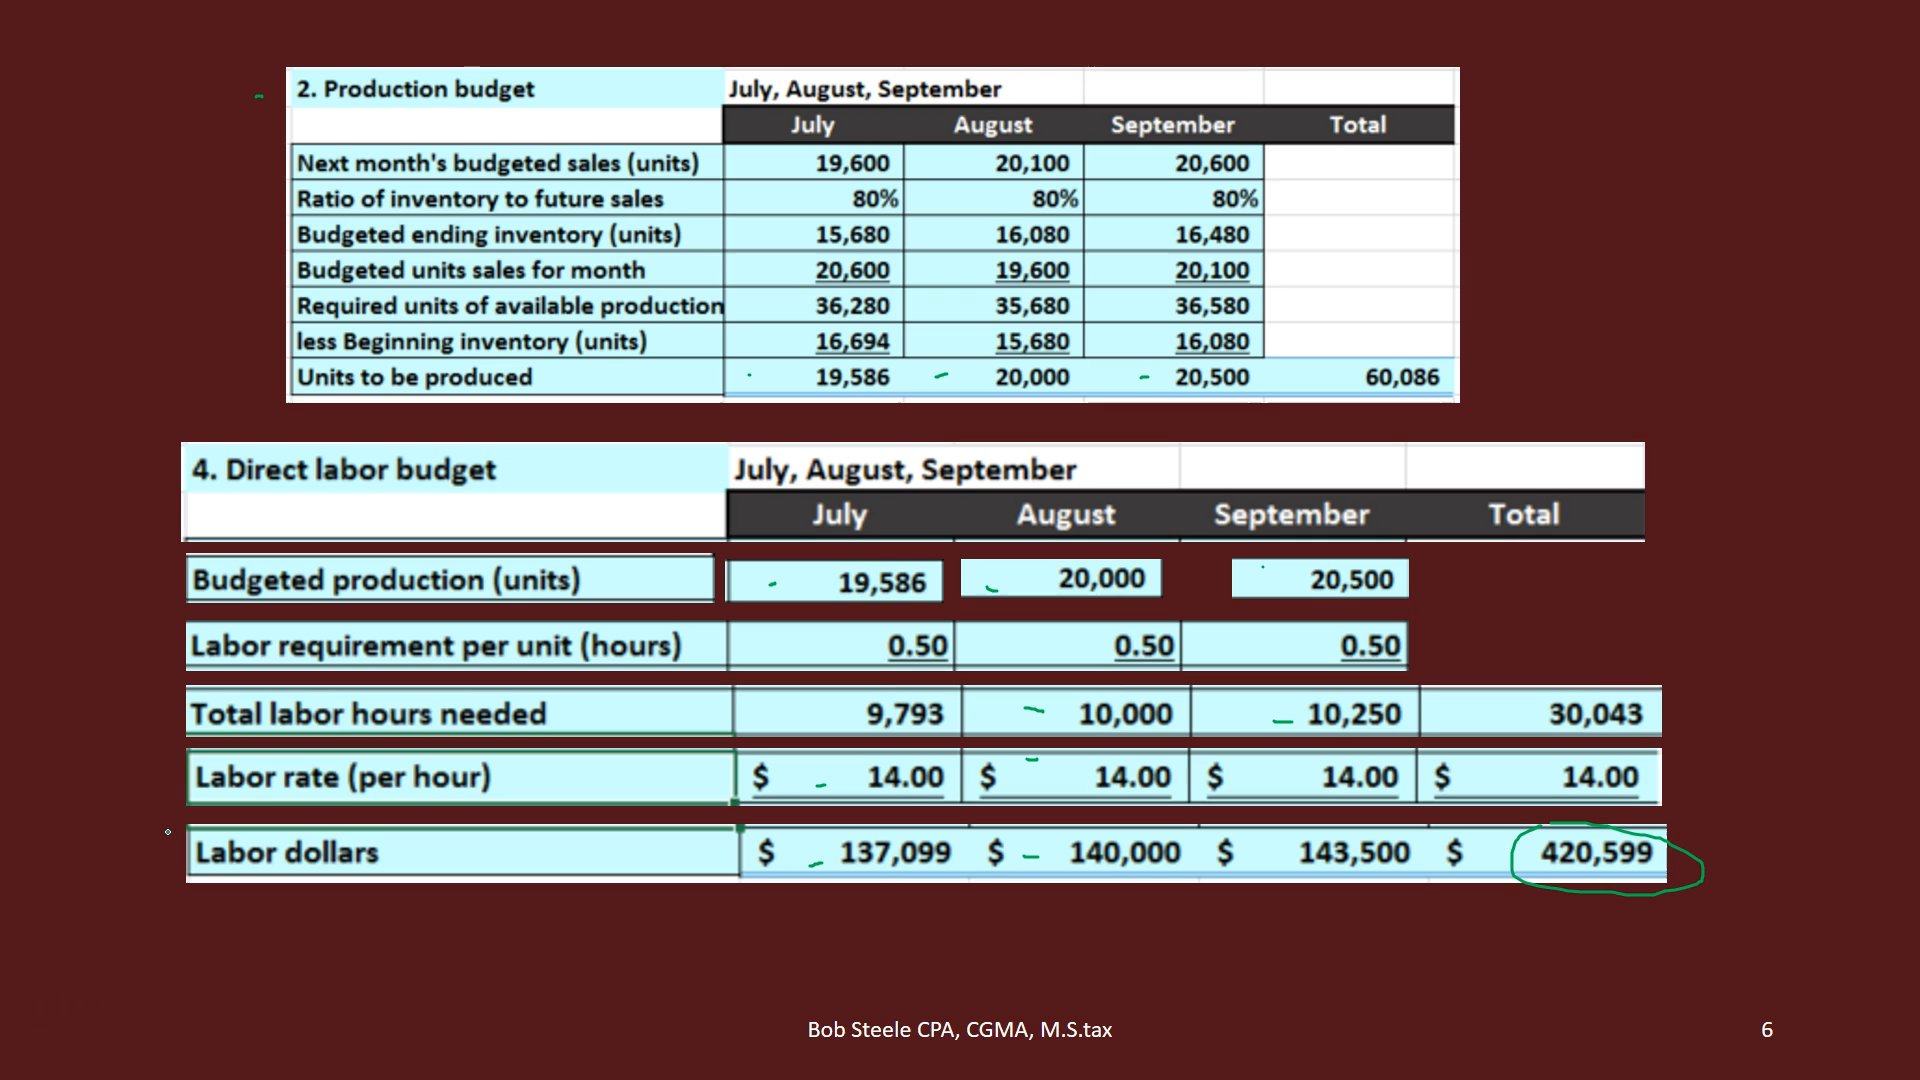 2. Production budget July, August, September
July August September Total
Next month's budgeted sales (units) 19,600 20,100 20,600
Ratio of inventory to future sales 80% 80% 80%
Budgeted ending inventory (units) 15,680 16,080 16,480
Budgeted units sales for month 20,600 19,600 20,100
Required units of available production 36,280 35,680 36,580
less Beginning inventory (units) 16,694 15,680 16,080
Units to be produced 19,586 20,000 20,500 60,086
4. Direct labor budget July, August, September
July August September Total
Budgeted production (units) 19,586 20,000 20,500
Labor requirement per unit (hours) 0.50 0.50 0.50
Total labor hours needed 9,793 10,000 10,250 30,043
Labor rate (per hour) $ 14.00 $ 14.00 $ 14.00 $ 14.00
Labor dollars $ 137,099 $ 140,000 $ 143,500 $ 420,599
Bob Steele CPA, CGMA, M.S.tax 6